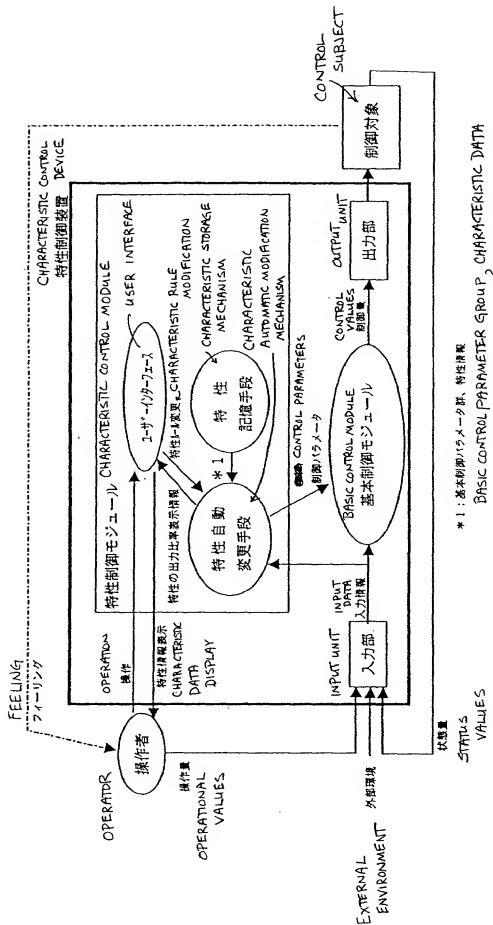 FEELING
フィーリング
CHARACTERISTIC CONTROL
DEVICE
特性制御装置
特性制御モジュール CHARACTERISTIC CONTROL MODULE
USER INTERFACE
ユーザーインターフェース
OPERATOR
操作者
OPERATION
操作
特性情報表示
CHARACTERISTIC
DATA
DISPLAY
特性の出力比率表示情報
特性ルール変更
CHARACTERISTIC RULE
MODIFICATION
CHARACTERISTIC STORAGE
MECHANISM
特性
記憶手段
*1
CHARACTERISTIC
AUTOMATIC MODIFICATION
MECHANISM
特性自動
変更手段
CONTROL PARAMETERS
制御パラメータ
操作量
OPERATIONAL
VALUES
INPUT UNIT
入力部
INPUT
DATA
入力情報
BASIC CONTROL MODULE
基本制御モジュール
CONTROL
VALUES
制御量
OUTPUT UNIT
出力部
CONTROL
SUBJECT
制御対象
外部環境
EXTERNAL
ENVIRONMENT
状態量
STATUS
VALUES
*1:基本制御パラメータ群、特性情報
BASIC CONTROL PARAMETER GROUP, CHARACTERISTIC DATA